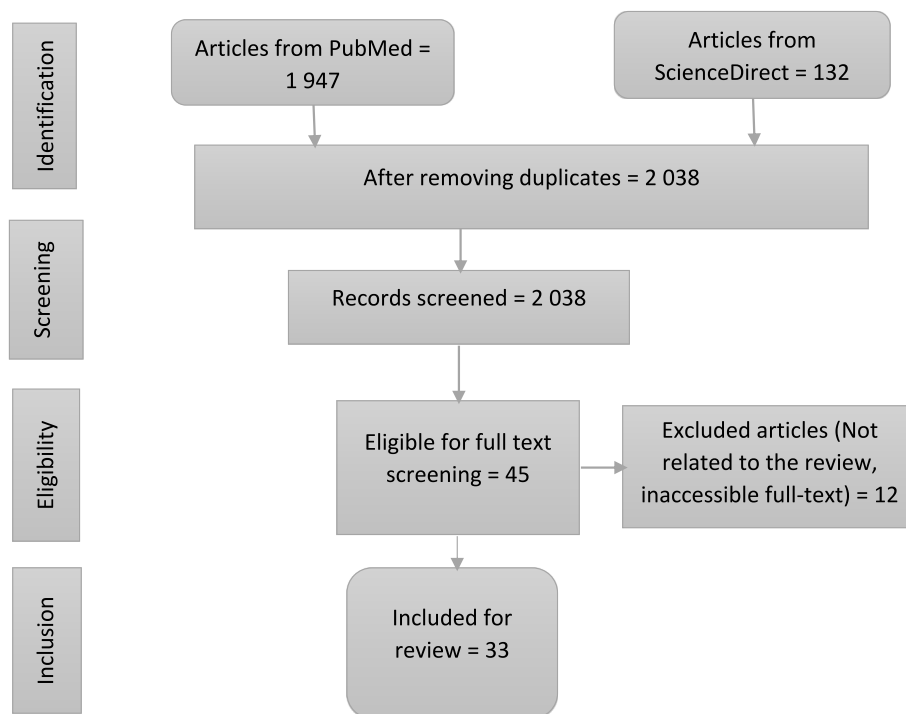 Identification
Articles from PubMed =
1 947
Articles from
ScienceDirect = 132
After removing duplicates = 2 038
Screening
Records screened = 2 038
Eligibility
Eligible for full text
screening = 45
Excluded articles (Not
related to the review,
inaccessible full-text) = 12
Inclusion
Included for
review = 33